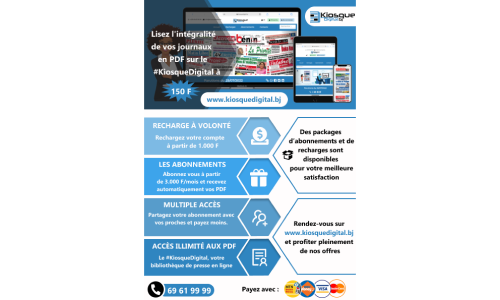 Kiosque
Digital.bj
Lisez l'intégralité
de vos journaux
en PDF sur le
#KiosqueDigital à
150 F
www.kiosquedigital.bj
RECHARGE À VOLONTÉ
Rechargez votre compte
à partir de 1.000 F
LES ABONNEMENTS
Abonnez vous à partir
de 3.000 F/mois et recevez
automatiquement vos PDF
MULTIPLE ACCÈS
Partagez votre abonnement avec
vos proches et payez moins.
ACCÈS ILLIMITÉ AUX PDF
Le #KiosqueDigital, votre
bibliothèque de presse en ligne
Des packages
d'abonnements et de
recharges sont
disponibles
pour votre meilleure
satisfaction
Rendez-vous sur
www.kiosquedigital.bj
et profiter pleinement
de nos offres
69 61 99 99
Payez avec :
VISA